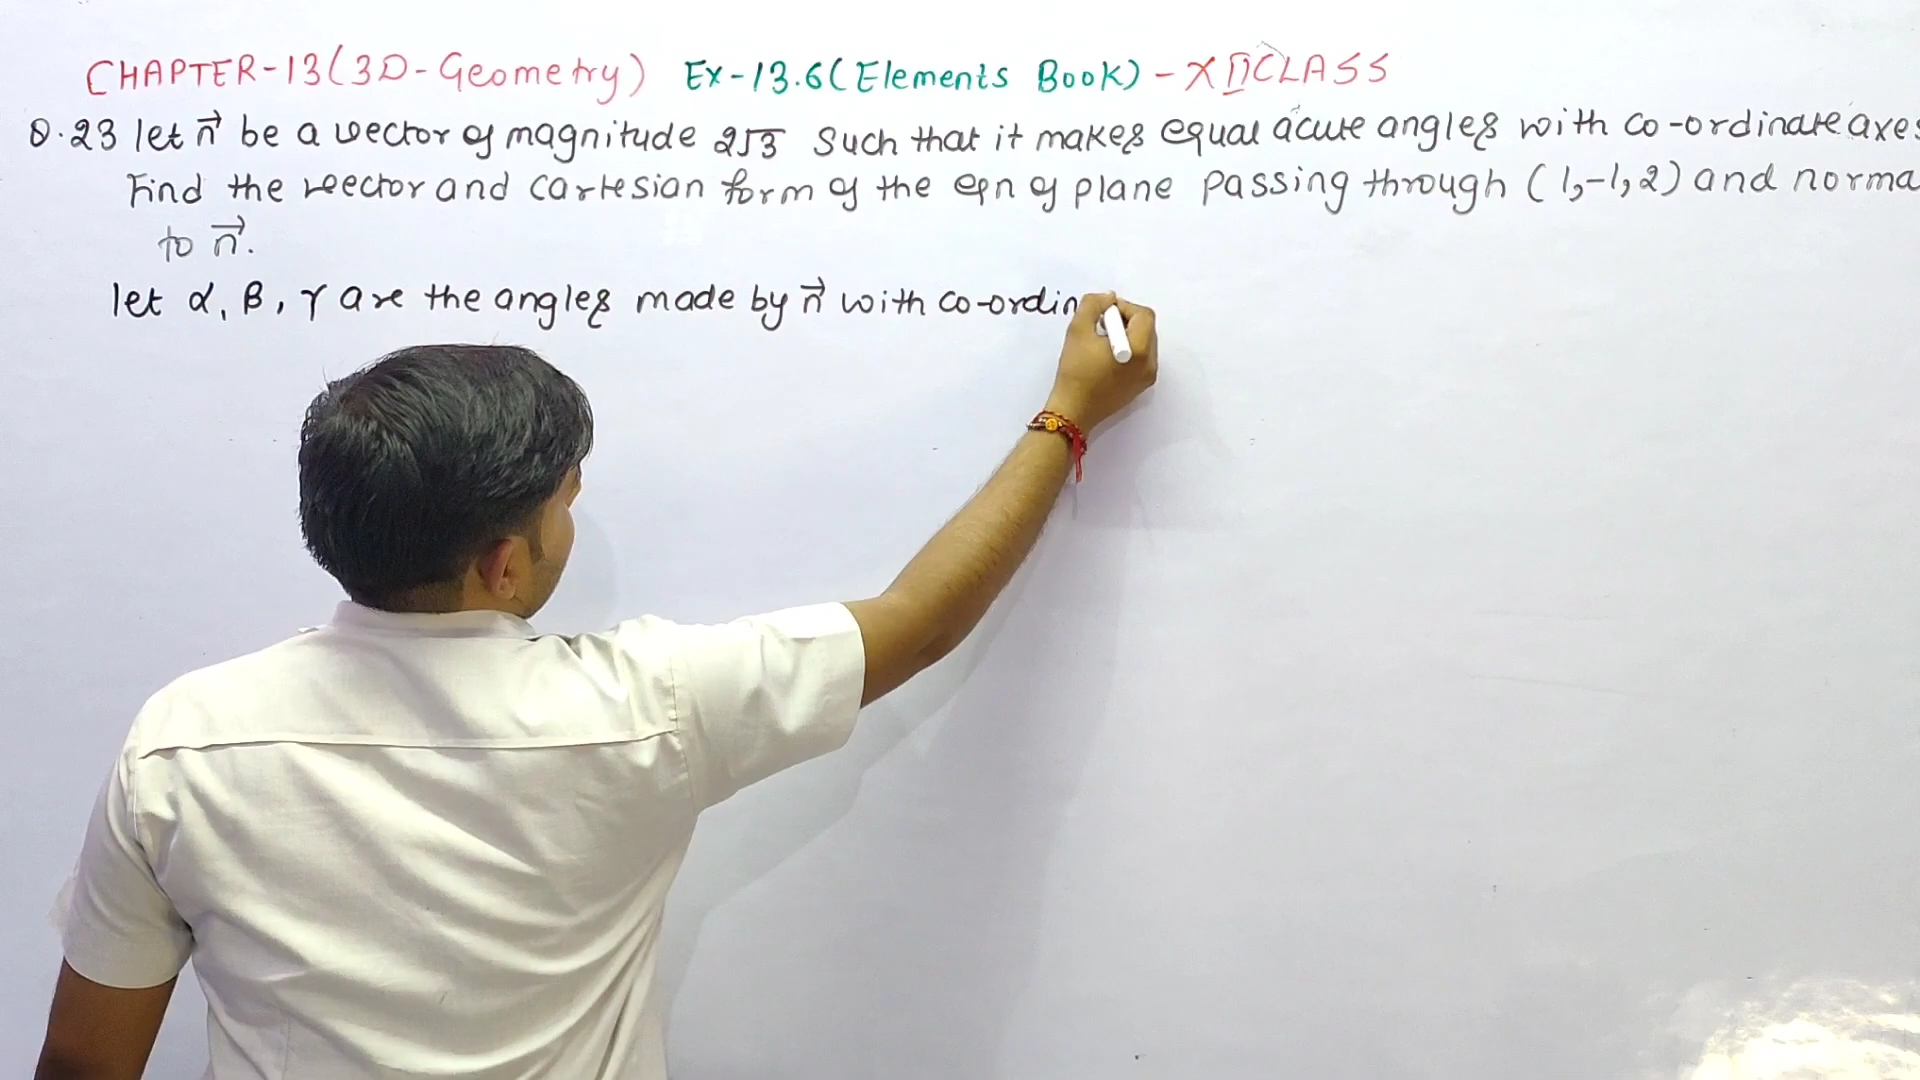 CHAPTER-13(3D-Geometry) Ex-13.6(Elements Book)-XIICLASS
Q.23 let n⃗ be a vector of magnitude 2√3 Such that it makes equal acute angles with co-ordinate axes
Find the vector and cartesian form of the eqn of plane passing through (1,-1,2) and norma
to n⃗.
let α, β, γ are the angles made by n⃗ with co-ordin